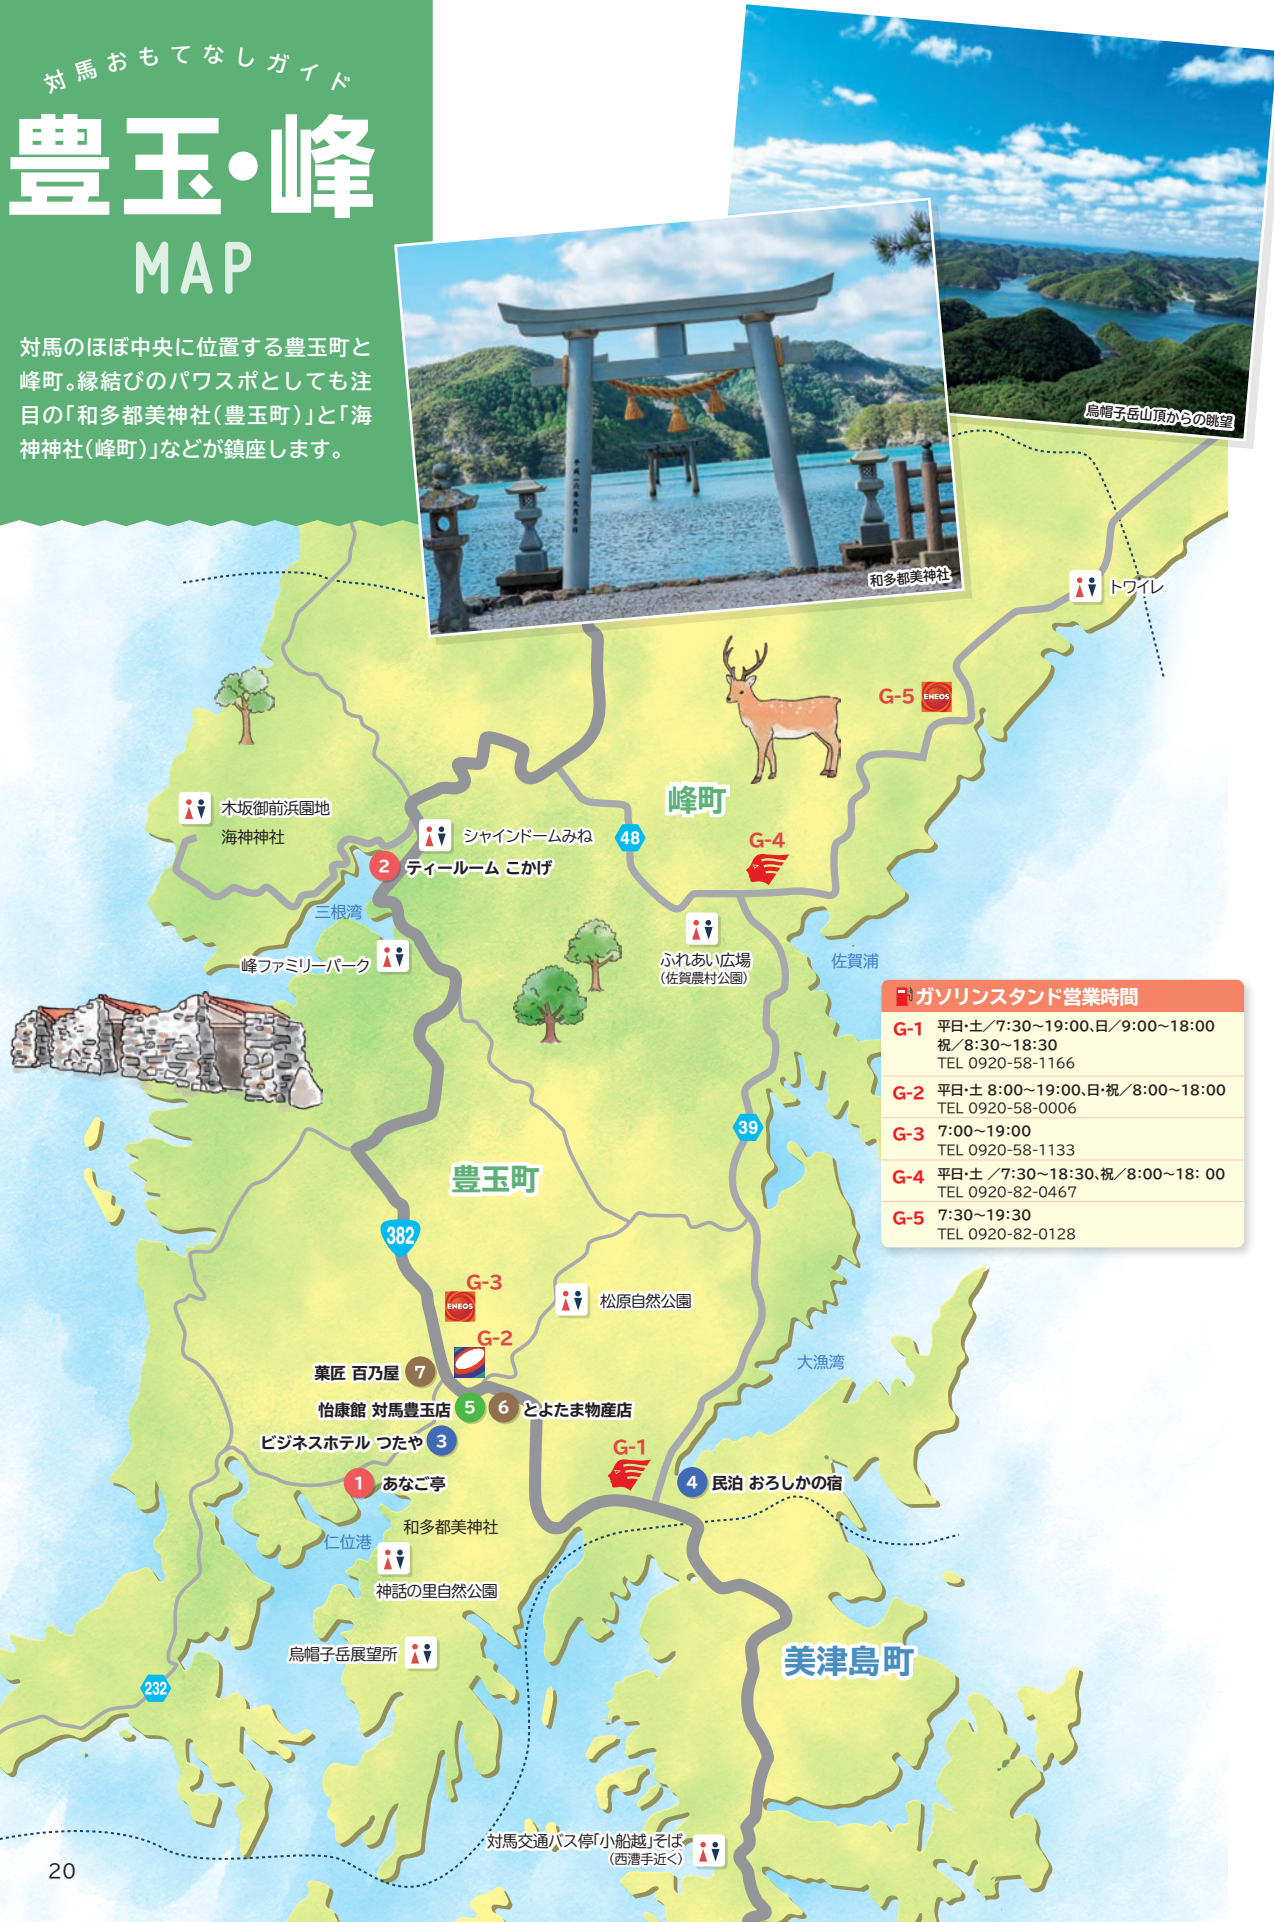 対馬おもてなしガイド
豊玉・峰
MAP
対馬のほぼ中央に位置する豊玉町と
峰町。縁結びのパワスポとしても注
目の「和多都美神社（豊玉町）」と「海
神神社（峰町）」などが鎮座します。
烏帽子岳山頂からの眺望
平成一六年九月吉祥
和多都美神社
トワイレ
G-5
ENEOS
峰町
木坂御前浜園地
海神神社
シャインドームみね
48
G-4
2 ティールーム こかげ
三根湾
峰ファミリーパーク
ふれあい広場
（佐賀農村公園）
佐賀浦
ガソリンスタンド営業時間
G-1 平日・土／7：30〜19：00、日／9：00〜18：00
祝／8：30〜18：30
TEL 0920-58-1166
G-2 平日・土 8：00〜19：00、日・祝／8：00〜18：00
TEL 0920-58-0006
G-3 7：00〜19：00
TEL 0920-58-1133
G-4 平日・土 ／7：30〜18：30、祝／8：00〜18： 00
TEL 0920-82-0467
G-5 7：30〜19：30
TEL 0920-82-0128
39
豊玉町
382
G-3
ENEOS
松原自然公園
G-2
大漁湾
菓匠 百乃屋 7
怡康館 対馬豊玉店 5
6 とよたま物産店
ビジネスホテル つたや 3
G-1
1 あなご亭
4 民泊 おろしかの宿
和多都美神社
仁位港
神話の里自然公園
烏帽子岳展望所
美津島町
232
対馬交通バス停「小船越」そば
（西漕手近く）
20